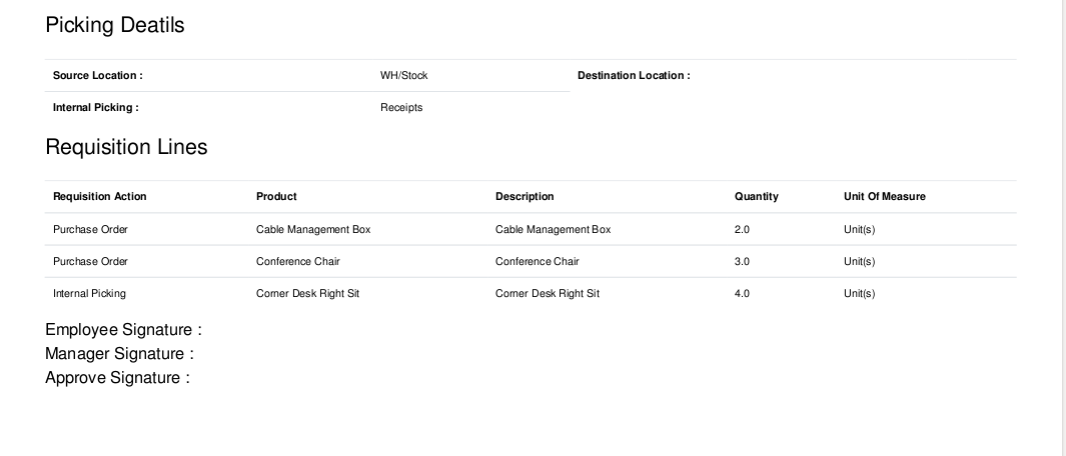 Picking Deatils
Source Location : WH/Stock Destination Location :
Internal Picking : Receipts
Requisition Lines
Requisition Action Product Description Quantity Unit Of Measure
Purchase Order Cable Management Box Cable Management Box 2.0 Unit(s)
Purchase Order Conference Chair Conference Chair 3.0 Unit(s)
Internal Picking Corner Desk Right Sit Corner Desk Right Sit 4.0 Unit(s)
Employee Signature :
Manager Signature :
Approve Signature :